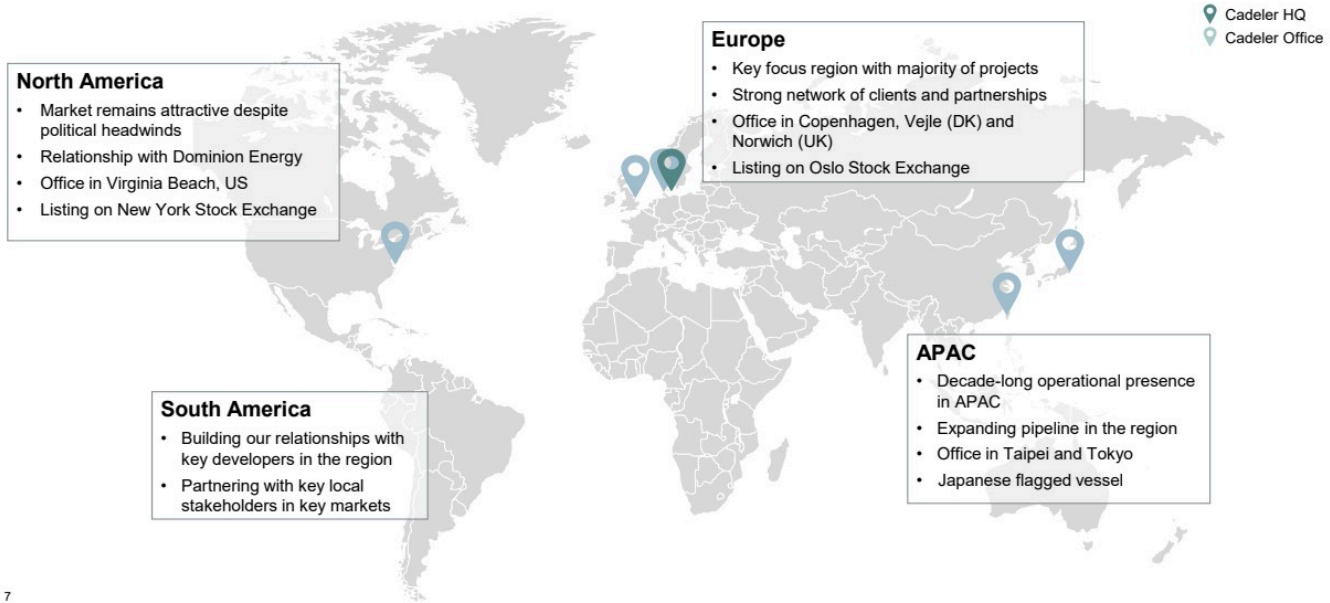 Cadeler HQ
Cadeler Office
North America
• Market remains attractive despite
political headwinds
• Relationship with Dominion Energy
• Office in Virginia Beach, US
• Listing on New York Stock Exchange
Europe
• Key focus region with majority of projects
• Strong network of clients and partnerships
• Office in Copenhagen, Vejle (DK) and
Norwich (UK)
• Listing on Oslo Stock Exchange
South America
• Building our relationships with
key developers in the region
• Partnering with key local
stakeholders in key markets
APAC
• Decade-long operational presence
in APAC
• Expanding pipeline in the region
• Office in Taipei and Tokyo
• Japanese flagged vessel
7